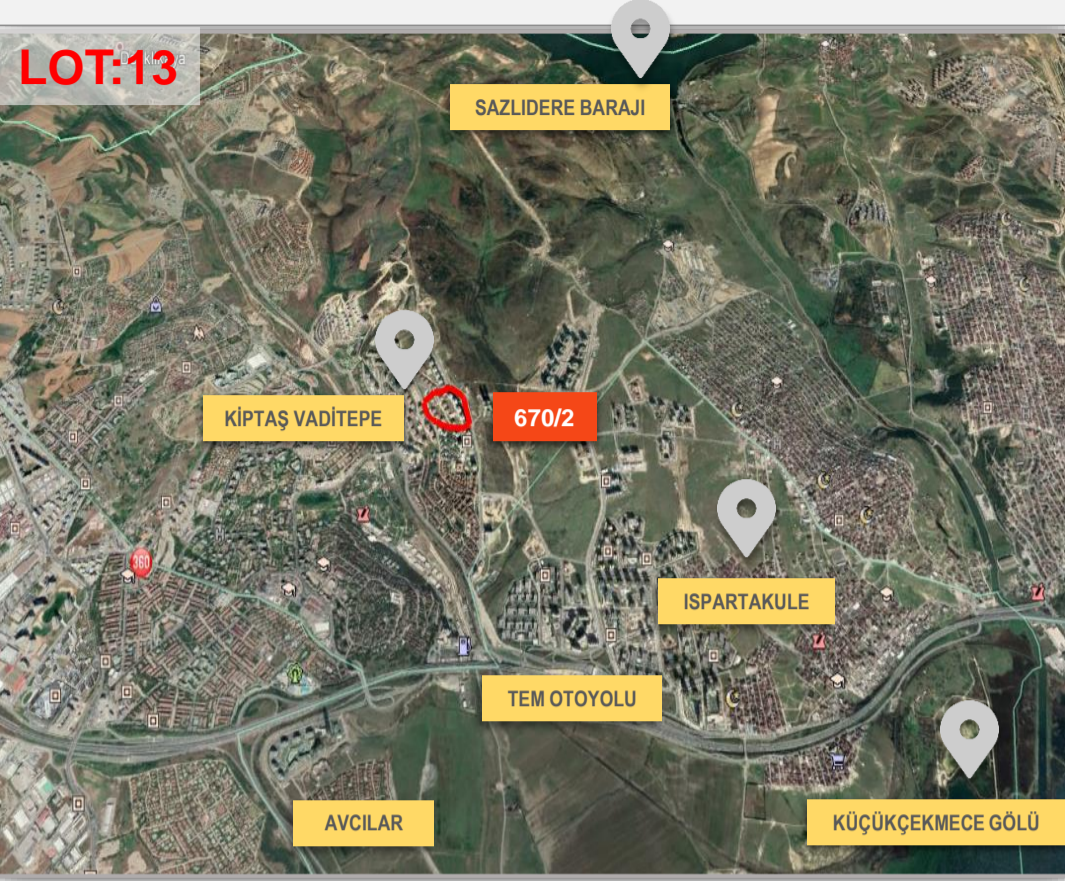 LOT:13
SAZLIDERE BARAJI
KİPTAŞ VADİTEPE
670/2
360
ISPARTAKULE
TEM OTOYOLU
AVCILAR
KÜÇÜKÇEKMECE GÖLÜ